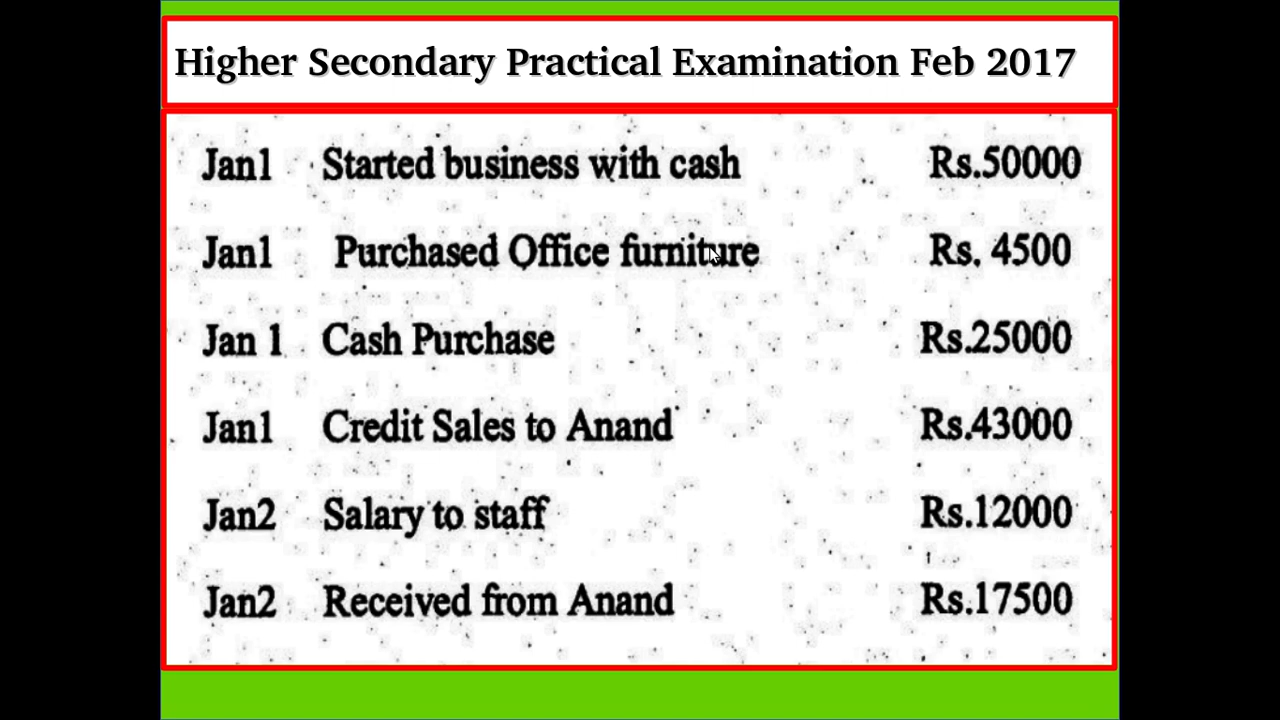 Higher Secondary Practical Examination Feb 2017
Jan1 Started business with cash Rs.50000
Jan1 Purchased Office furniture Rs. 4500
Jan 1 Cash Purchase Rs.25000
Jan1 Credit Sales to Anand Rs.43000
Jan2 Salary to staff Rs.12000
Jan2 Received from Anand Rs.17500